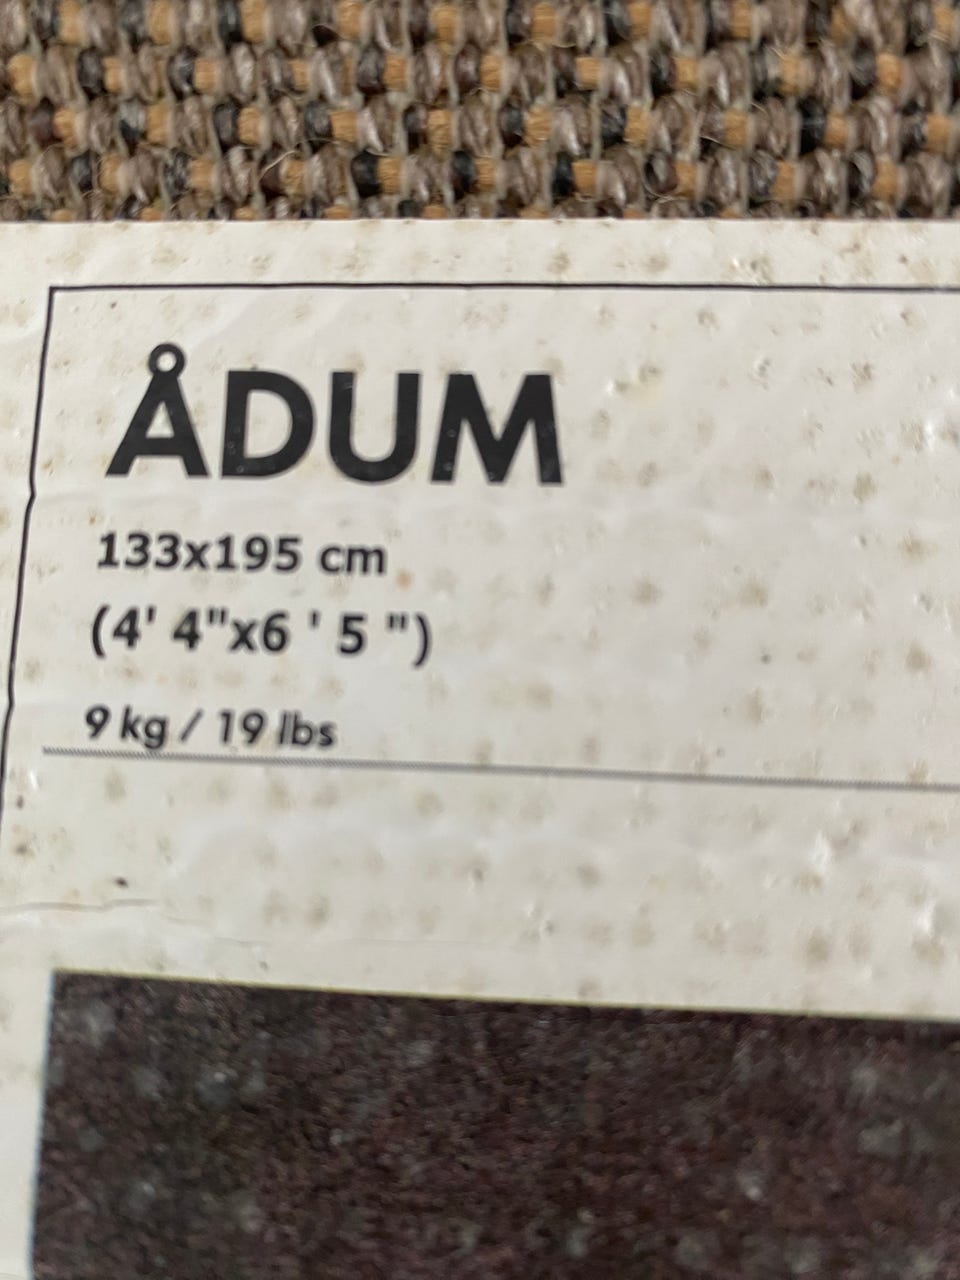 ÅDUM
133x195 cm
(4' 4"x6 ' 5 ")
9 kg / 19 lbs